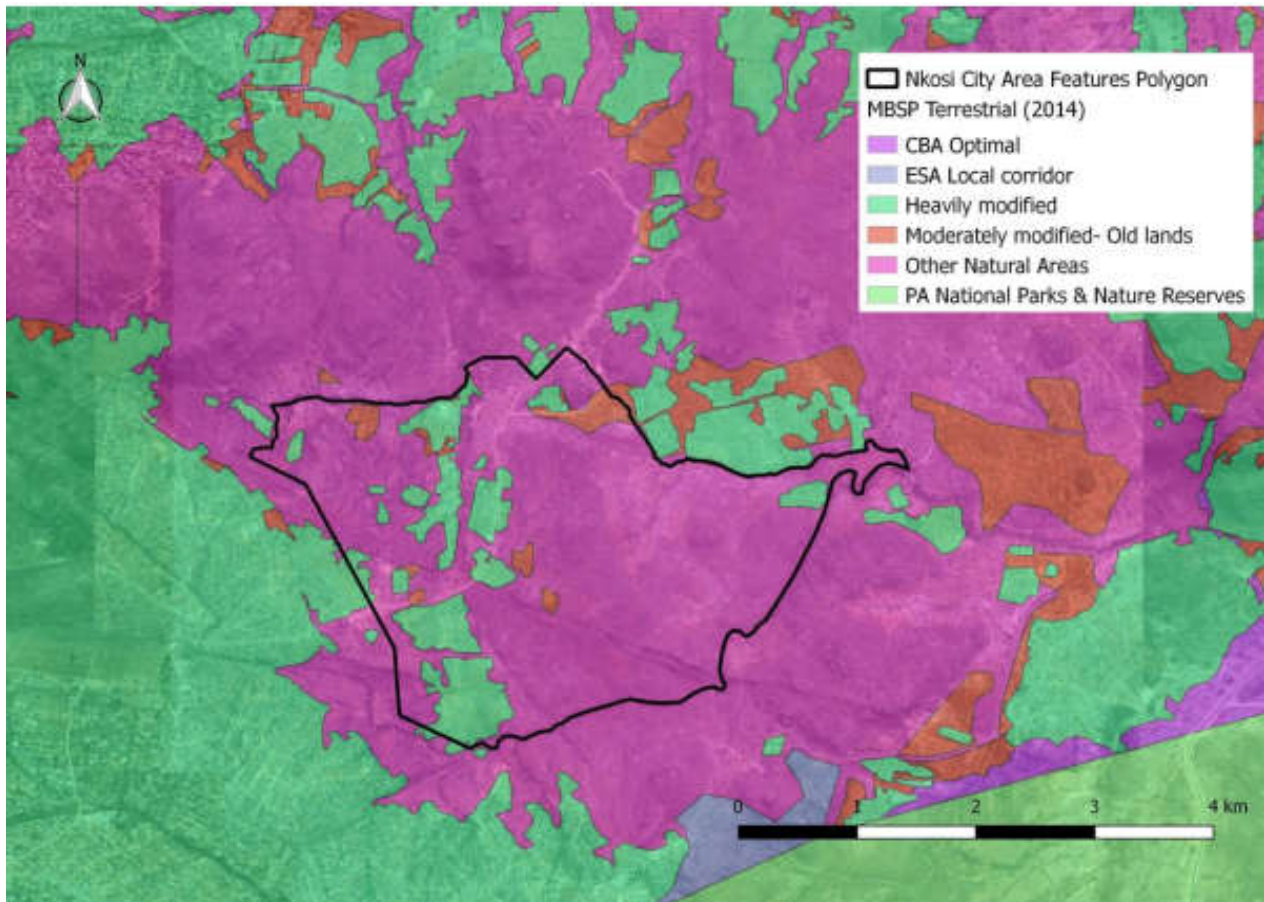 N
Nkosi City Area Features Polygon
MBSP Terrestrial (2014)
CBA Optimal
ESA Local corridor
Heavily modified
Moderately modified- Old lands
Other Natural Areas
PA National Parks & Nature Reserves
0 1 2 3 4 km